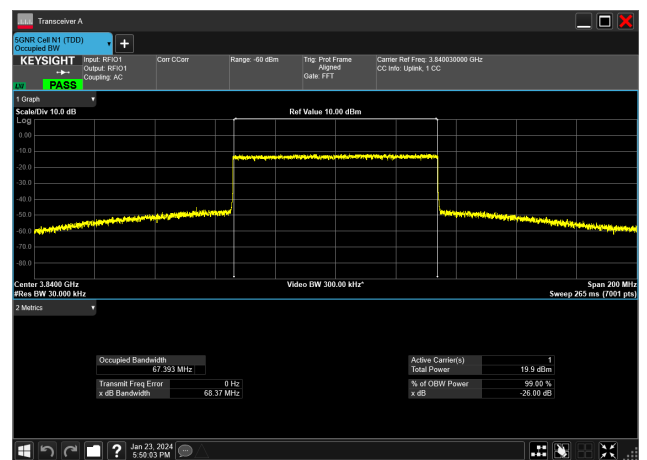 Transceiver A
5GNR Cell N1 (TDD)
Occupied BW
KEYSIGHT
LV
PASS
Input: RFIO1
Output: RFIO1
Coupling: AC
Corr CCorr
Range: -60 dBm
Trig: Prot Frame
Aligned
Gate: FFT
Carrier Ref Freq: 3.840030000 GHz
CC Info: Uplink, 1 CC
1 Graph
Scale/Div 10.0 dB
Ref Value 10.00 dBm
Log
0.00
-10.0
-20.0
-30.0
-40.0
-50.0
-60.0
-70.0
-80.0
Center 3.8400 GHz
Video BW 300.00 kHz*
Span 200 MHz
#Res BW 30.000 kHz
Sweep 265 ms (7001 pts)
2 Metrics
Occupied Bandwidth
67.393 MHz
Active Carrier(s) 1
Total Power 19.9 dBm
Transmit Freq Error 0 Hz
x dB Bandwidth 68.37 MHz
% of OBW Power 99.00 %
x dB -26.00 dB
Jan 23, 2024
5:50:03 PM